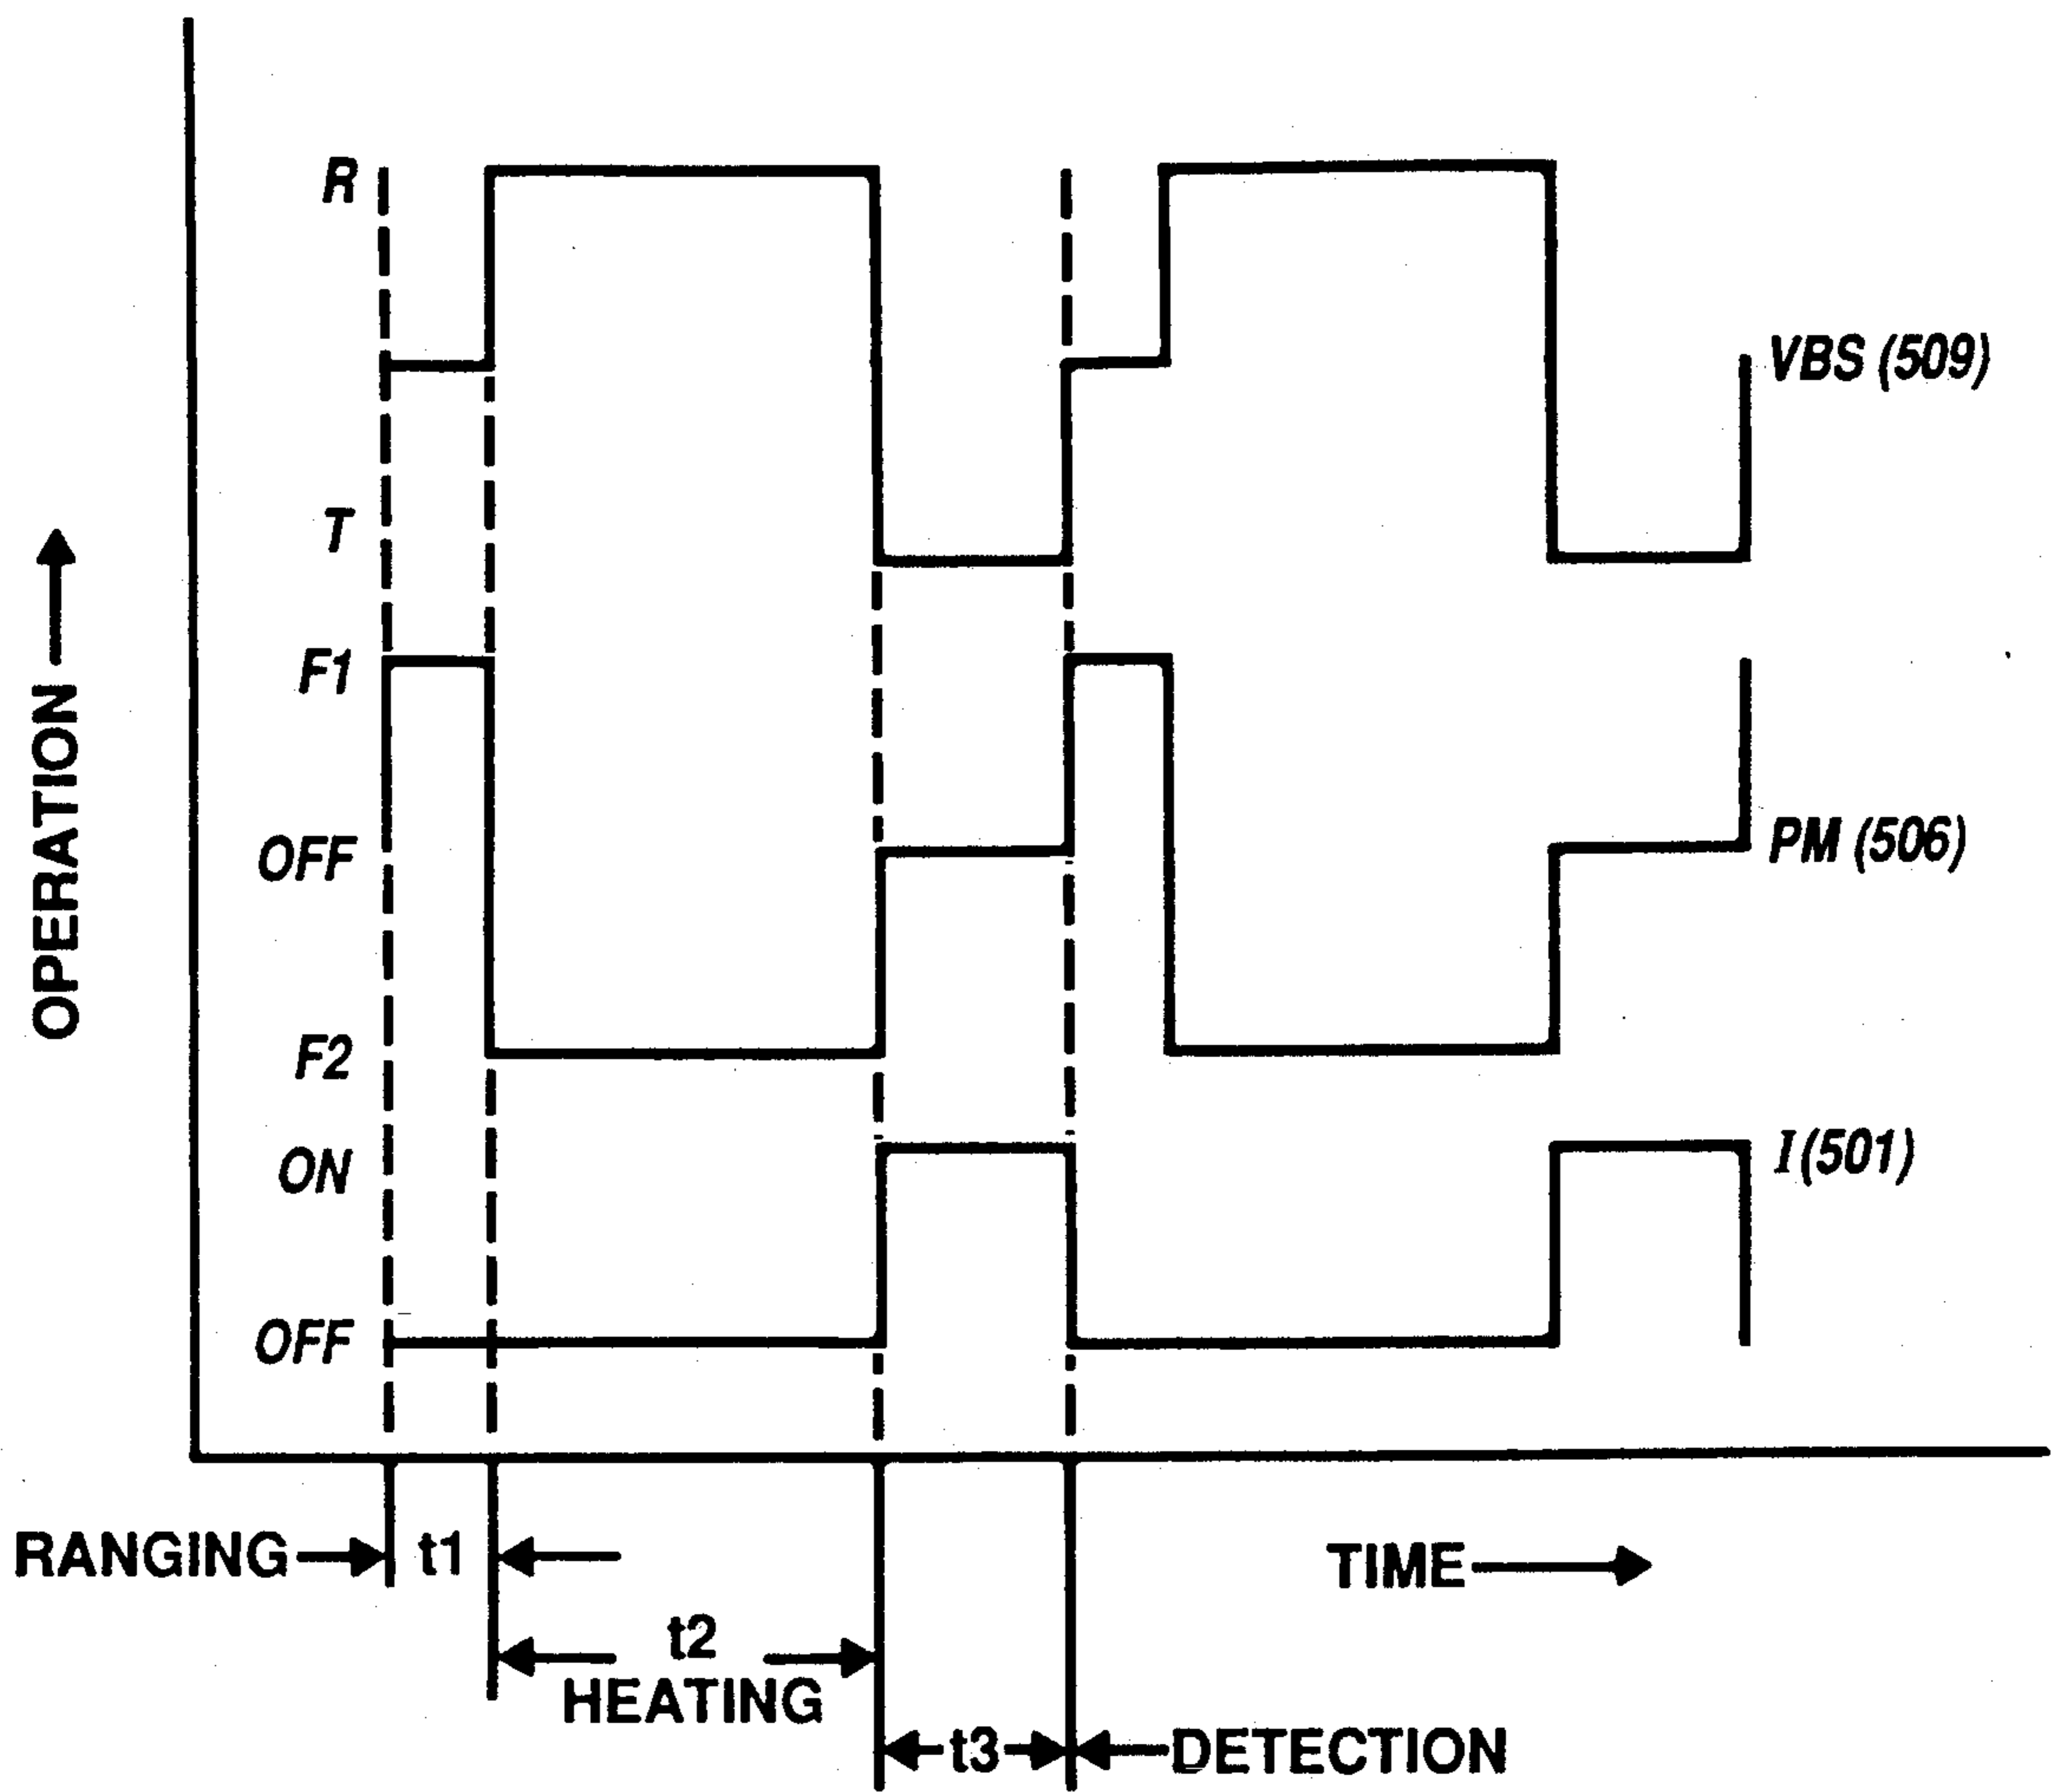 R
VBS (509)
T
F1
OPERATION
OFF
PM (506)
F2
ON
I (501)
OFF
RANGING t1
TIME
t2
HEATING
t3 DETECTION